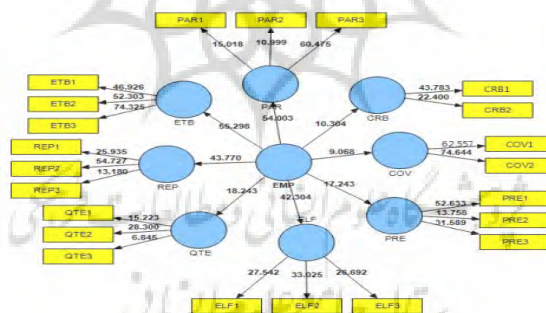 PAR1 PAR2 PAR3
15.018 10.999 60.475
PAR
ETB1 46.926
ETB2 52.303
ETB3 74.325
ETB
CRB1 43.783
CRB2 22.400
CRB
55.298 54.003 10.384
REP1 25.935
REP2 54.727
REP3 13.180
REP
43.770 EMP 9.068
COV1 62.557
COV2 74.644
COV
18.243 42.304 17.243
QTE1 15.223
QTE2 28.300
QTE3 6.845
QTE
ELF
PRE1 52.633
PRE2 13.758
PRE3 31.589
PRE
27.542 33.025 26.692
ELF1 ELF2 ELF3